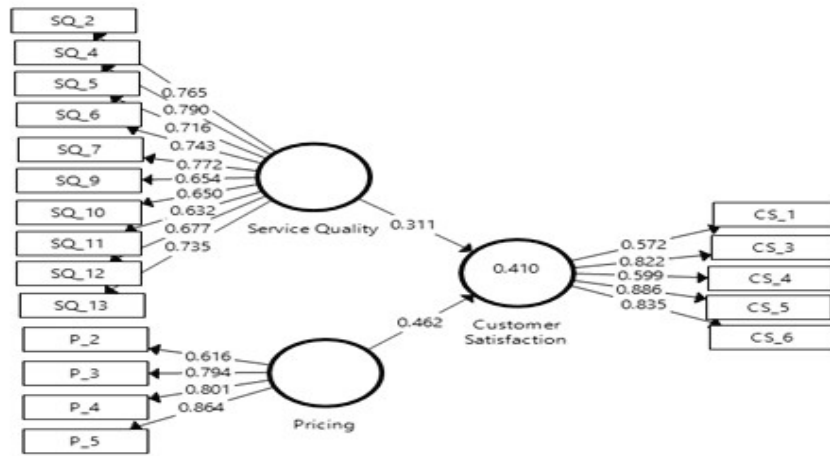 SQ_2
SQ_4
SQ_5
SQ_6
SQ_7
SQ_9
SQ_10
SQ_11
SQ_12
SQ_13
0.765
0.790
0.716
0.743
0.772
0.654
0.650
0.632
0.677
0.735
Service Quality
0.311
P_2
P_3
P_4
P_5
0.616
0.794
0.801
0.864
Pricing
0.462
0.410
Customer
Satisfaction
0.572
0.822
0.599
0.886
0.835
CS_1
CS_3
CS_4
CS_5
CS_6